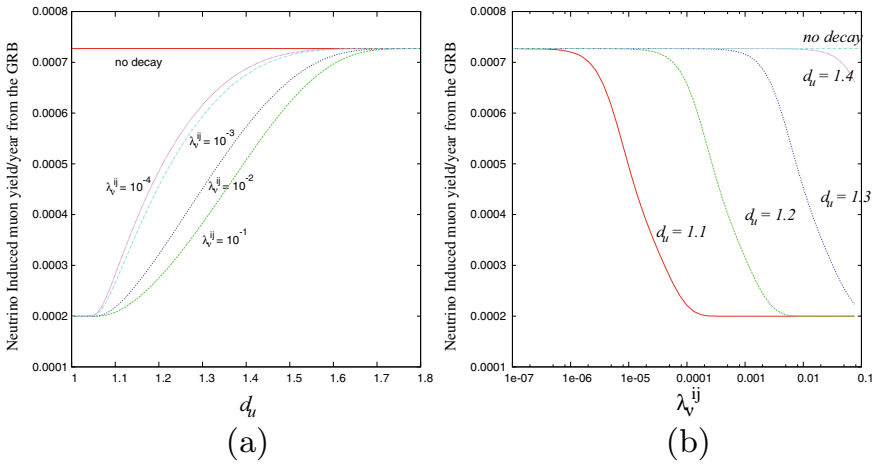 Neutrino Induced muon yield/year from the GRB
0.0008
0.0007
0.0006
0.0005
0.0004
0.0003
0.0002
0.0001
no decay
λ_ν^ij = 10^-4
λ_ν^ij = 10^-3
λ_ν^ij = 10^-2
λ_ν^ij = 10^-1
1 1.1 1.2 1.3 1.4 1.5 1.6 1.7 1.8
d_u
(a)
Neutrino Induced muon yield/year from the GRB
0.0008
0.0007
0.0006
0.0005
0.0004
0.0003
0.0002
0.0001
no decay
d_u = 1.4
d_u = 1.3
d_u = 1.2
d_u = 1.1
1e-07 1e-06 1e-05 0.0001 0.001 0.01 0.1
λ_ν^ij
(b)